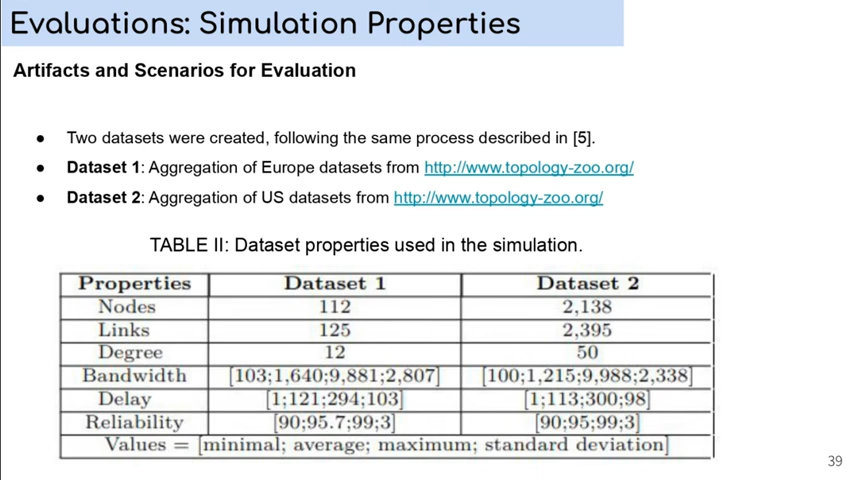 Evaluations: Simulation Properties
Artifacts and Scenarios for Evaluation
● Two datasets were created, following the same process described in [5].
● Dataset 1: Aggregation of Europe datasets from http://www.topology-zoo.org/
● Dataset 2: Aggregation of US datasets from http://www.topology-zoo.org/
TABLE II: Dataset properties used in the simulation.
Properties Dataset 1 Dataset 2
Nodes 112 2,138
Links 125 2,395
Degree 12 50
Bandwidth [103;1,640;9,881;2,807] [100;1,215;9,988;2,338]
Delay [1;121;294;103] [1;113;300;98]
Reliability [90;95.7;99;3] [90;95;99;3]
Values = [minimal; average; maximum; standard deviation]
39